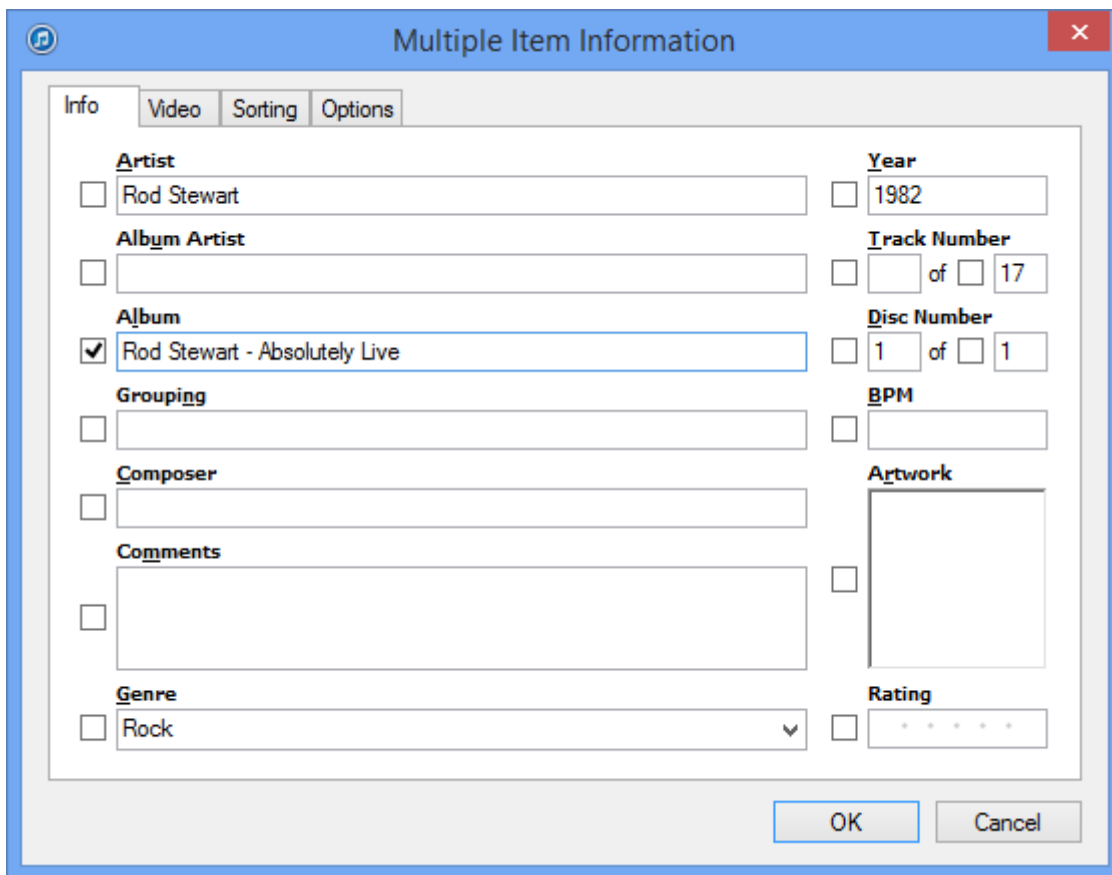 Multiple Item Information
Info Video Sorting Options
Artist Year
Rod Stewart 1982
Album Artist Track Number
of 17
Album Disc Number
Rod Stewart - Absolutely Live 1 of 1
Grouping BPM
Composer Artwork
Comments
Genre Rating
Rock
OK Cancel